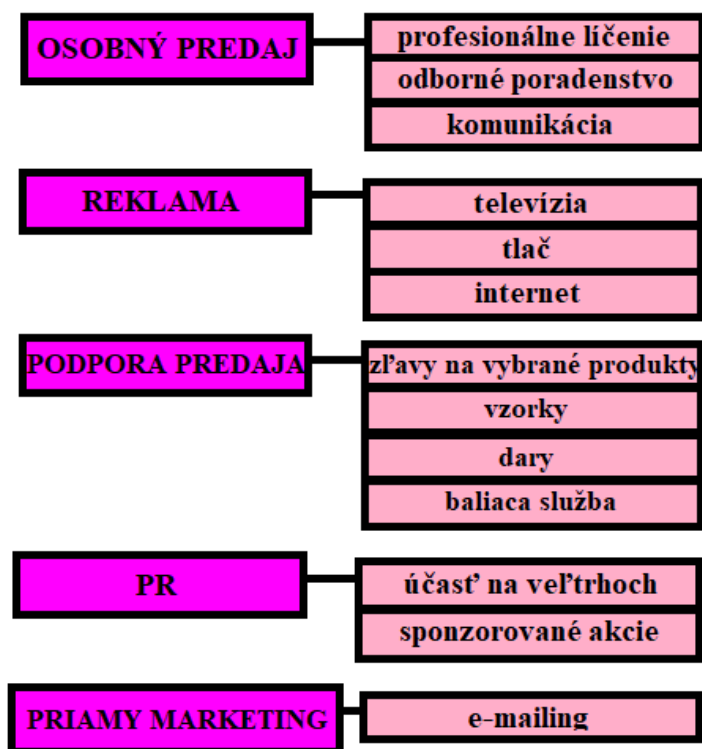 OSOBNÝ PREDAJ
profesionálne líčenie
odborné poradenstvo
komunikácia
REKLAMA
televízia
tlač
internet
PODPORA PREDAJA
zľavy na vybrané produkty
vzorky
dary
baliaca služba
PR
účasť na veľtrhoch
sponzorované akcie
PRIAMY MARKETING
e-mailing